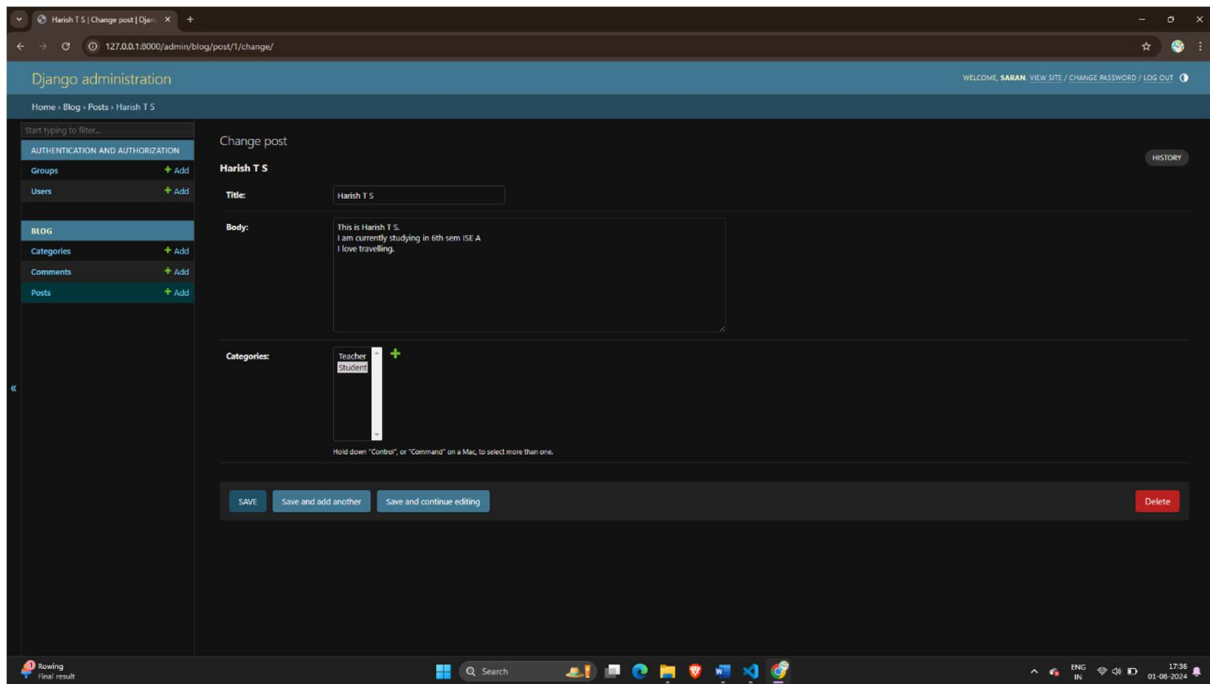 Harish T S | Change post | Djan
127.0.0.1:8000/admin/blog/post/1/change/
Django administration
WELCOME, SARAN. VIEW SITE / CHANGE PASSWORD / LOG OUT
Home › Blog › Posts › Harish T S
Start typing to filter...
AUTHENTICATION AND AUTHORIZATION
Groups + Add
Users + Add
BLOG
Categories + Add
Comments + Add
Posts + Add
«
Change post
HISTORY
Harish T S
Title: Harish T S
Body: This is Harish T S.
I am currently studying in 6th sem ISE A
I love travelling.
Categories: Teacher
Student
Hold down "Control", or "Command" on a Mac, to select more than one.
SAVE Save and add another Save and continue editing Delete
1
Rowing
Final result
Search
ENG
IN
17:36
01-08-2024